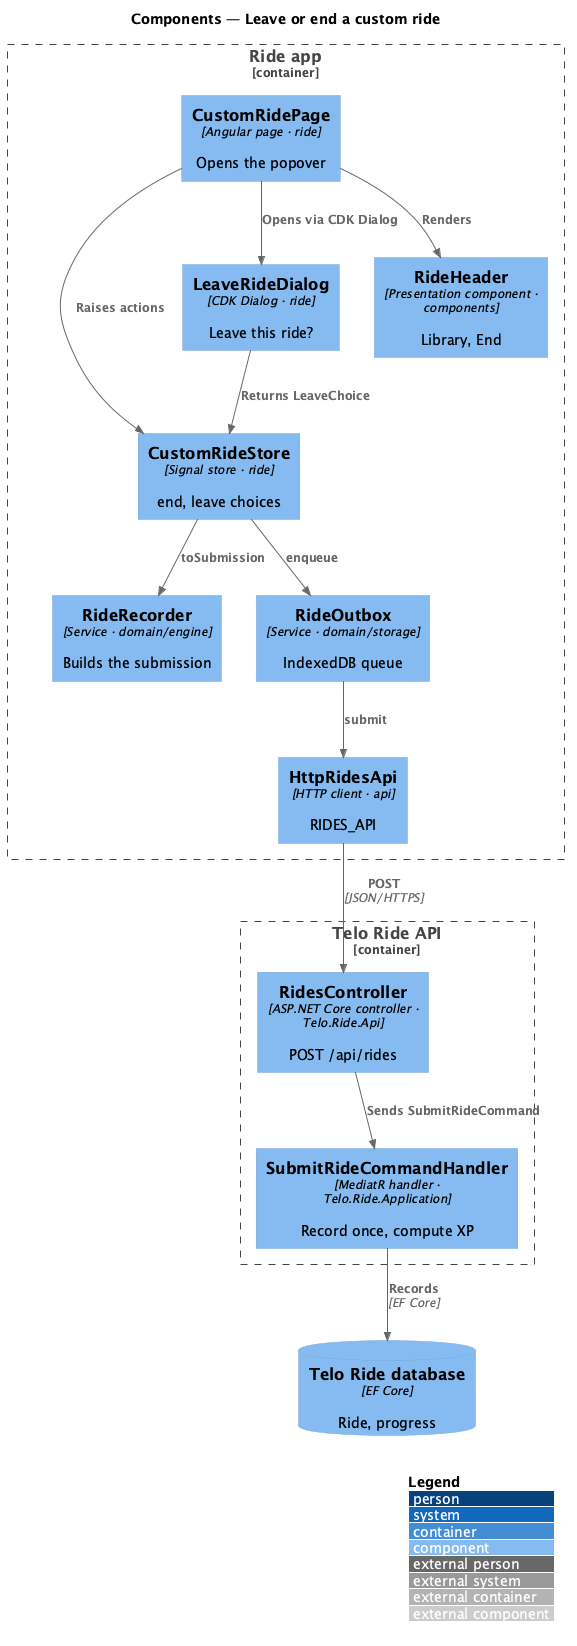 Components — Leave or end a custom ride
Ride app
[container]
CustomRidePage
[Angular page · ride]
Opens the popover
Opens via CDK Dialog
Renders
Raises actions
LeaveRideDialog
[CDK Dialog · ride]
Leave this ride?
RideHeader
[Presentation component ·
components]
Library, End
Returns LeaveChoice
CustomRideStore
[Signal store · ride]
end, leave choices
toSubmission
enqueue
RideRecorder
[Service · domain/engine]
Builds the submission
RideOutbox
[Service · domain/storage]
IndexedDB queue
submit
HttpRidesApi
[HTTP client · api]
RIDES_API
POST
[JSON/HTTPS]
Telo Ride API
[container]
RidesController
[ASP.NET Core controller ·
Telo.Ride.Api]
POST /api/rides
Sends SubmitRideCommand
SubmitRideCommandHandler
[MediatR handler ·
Telo.Ride.Application]
Record once, compute XP
Records
[EF Core]
Telo Ride database
[EF Core]
Ride, progress
Legend
person
system
container
component
external person
external system
external container
external component